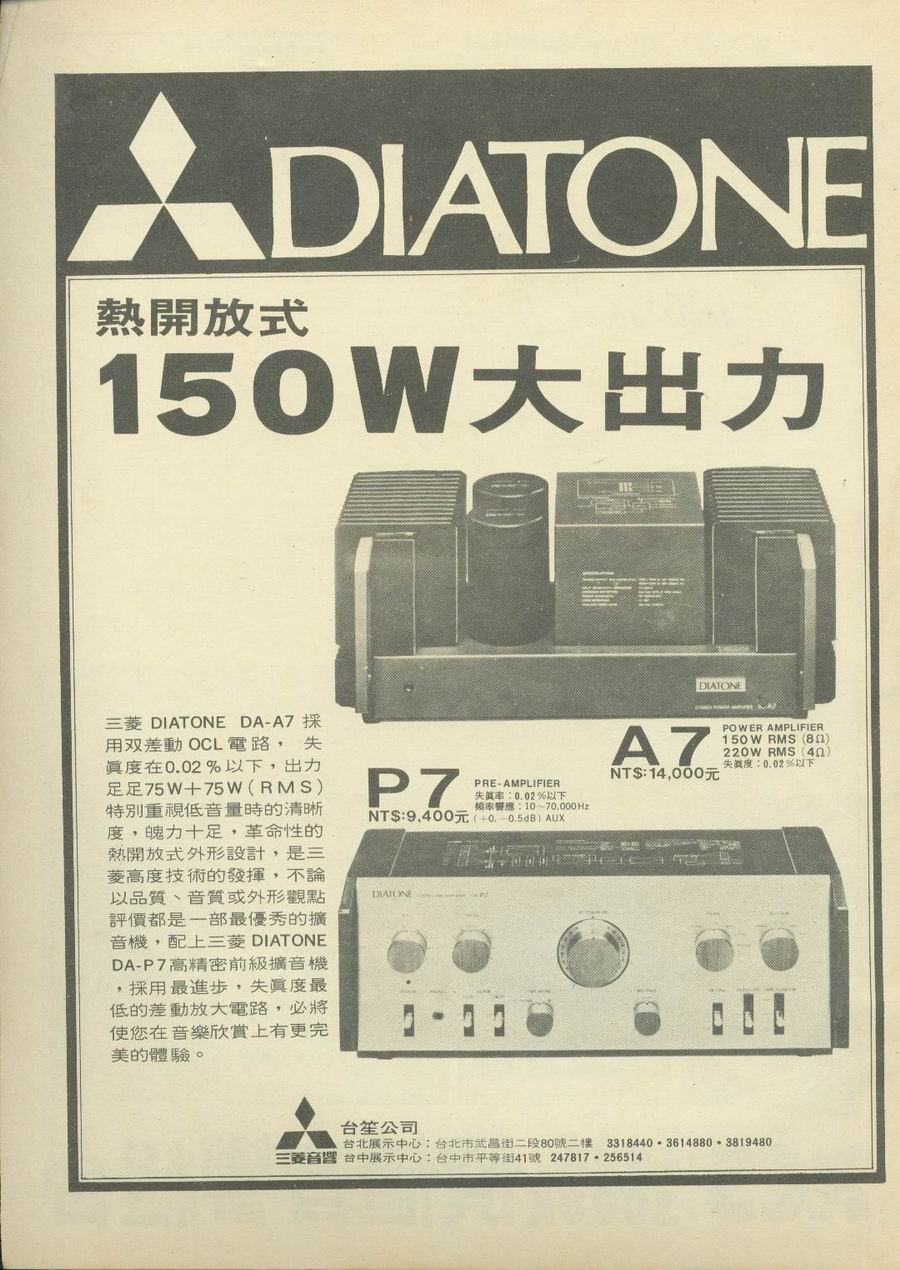 DIATONE
熱開放式
150W大出力
DIATONE
STEREO POWER AMPLIFIER DA-A7
A7
POWER AMPLIFIER
150W RMS (8Ω)
220W RMS (4Ω)
失眞度：0.02%以下
NT$:14,000元
P7
PRE-AMPLIFIER
失眞率：0.02%以下
頻率響應：10～70,000Hz
(+0, −0.5dB) AUX
NT$:9,400元
三菱 DIATONE DA-A7 採
用双差動 OCL 電路， 失
眞度在0.02%以下，出力
足足75W＋75W(RMS)
特別重視低音量時的清晰
度，魄力十足，革命性的
熱開放式外形設計，是三
菱高度技術的發揮，不論
以品質、音質或外形觀點
評價都是一部最優秀的擴
音機，配上三菱 DIATONE
DA-P7高精密前級擴音機
，採用最進步，失眞度最
低的差動放大電路，必將
使您在音樂欣賞上有更完
美的體驗。
DIATONE
三菱音響
台笙公司
台北展示中心：台北市武昌街二段80號二樓 3318440・3614880・3819480
台中展示中心：台中市平等街41號 247817・256514